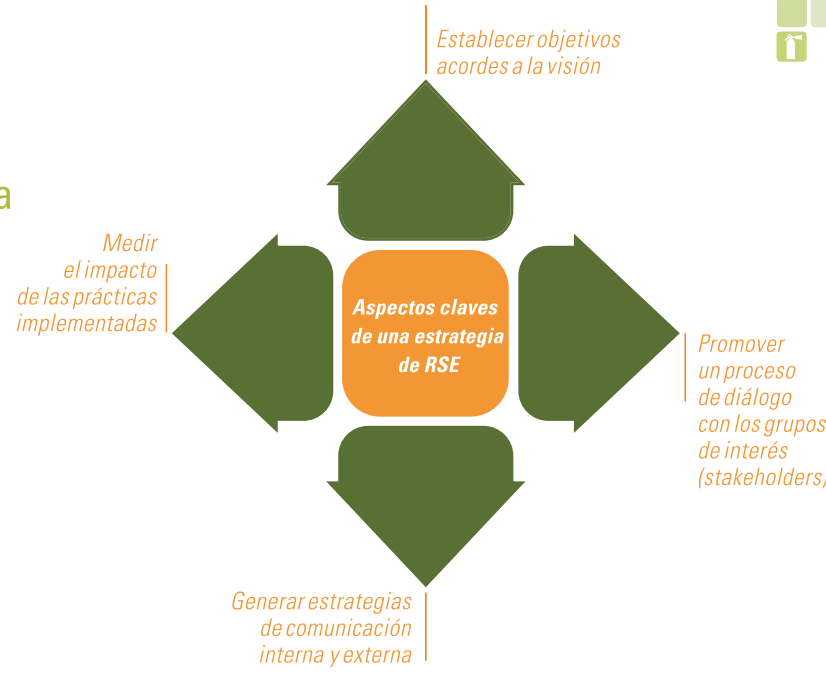 Establecer objetivos
acordes a la visión
a
Medir
el impacto
de las prácticas
implementadas
Aspectos claves
de una estrategia
de RSE
Promover
un proceso
de diálogo
con los grupos
de interés
(stakeholders)
Generar estrategias
de comunicación
interna y externa